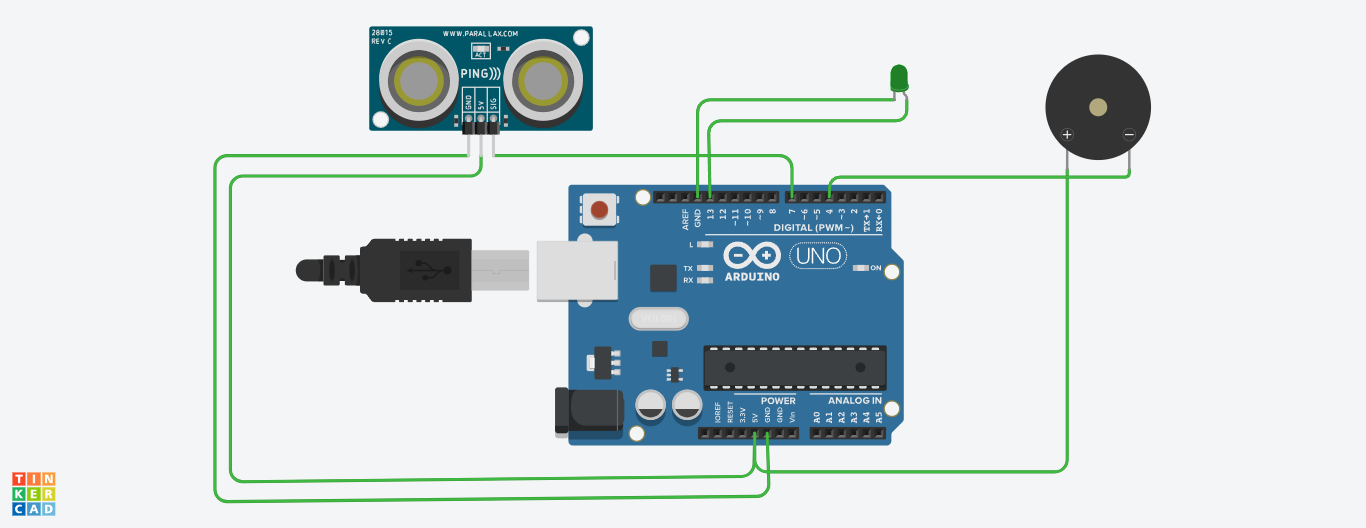 28015
REV C
WWW.PARALLAX.COM
ACT
PING)))
GND
5V
SIG
+
−
AREF
GND
13
12
~11
~10
~9
8
7
~6
~5
4
~3
2
TX→1
RX←0
DIGITAL (PWM~)
L
TX
RX
ARDUINO
UNO
ON
POWER
ANALOG IN
IOREF
RESET
3.3V
5V
GND
GND
Vin
A0
A1
A2
A3
A4
A5
TIN
KER
CAD